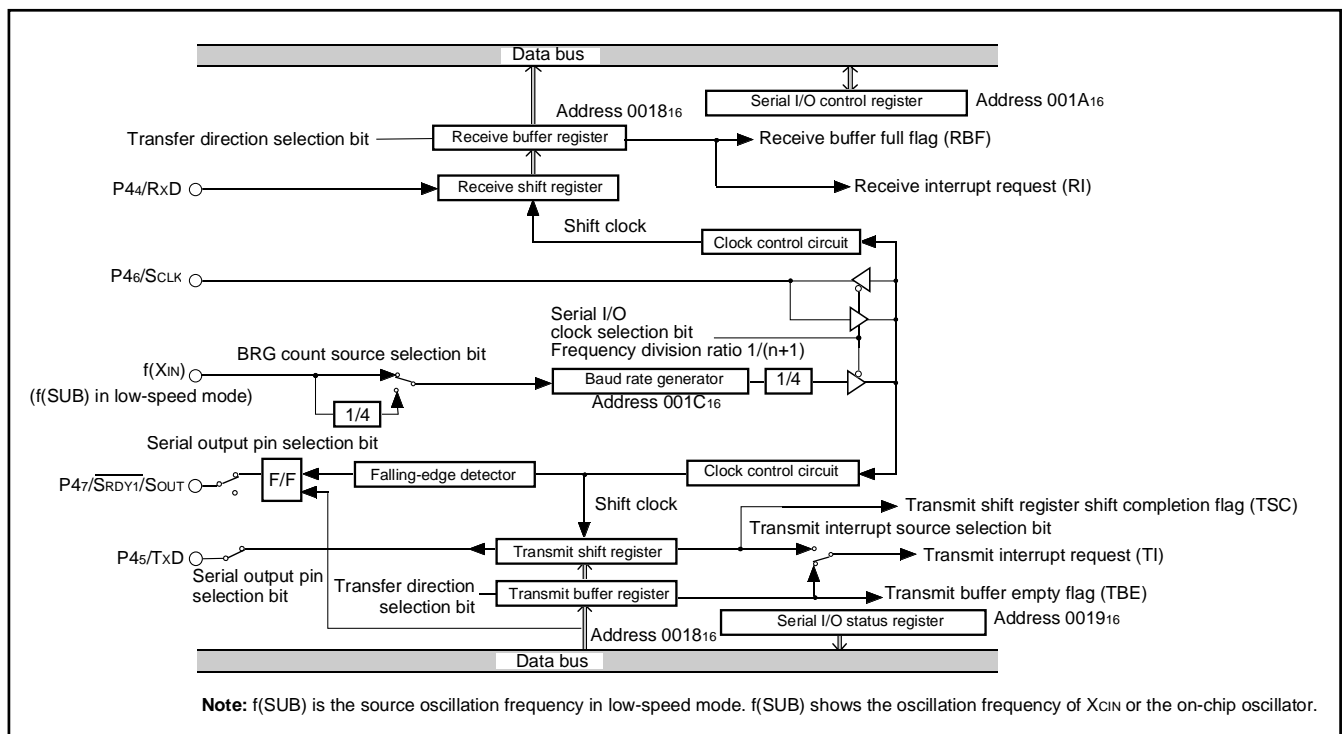 Data bus
Serial I/O control register
Address 001A16
Address 001816
Transfer direction selection bit
Receive buffer register
Receive buffer full flag (RBF)
P44/RxD
Receive shift register
Receive interrupt request (RI)
Shift clock
Clock control circuit
P46/SCLK
Serial I/O
clock selection bit
Frequency division ratio 1/(n+1)
BRG count source selection bit
f(XIN)
(f(SUB) in low-speed mode)
Baud rate generator
1/4
Address 001C16
1/4
Serial output pin selection bit
P47/SRDY1/SOUT
F/F
Falling-edge detector
Clock control circuit
Shift clock
Transmit shift register shift completion flag (TSC)
Transmit interrupt source selection bit
P45/TxD
Transmit shift register
Transmit interrupt request (TI)
Serial output pin
selection bit
Transfer direction
selection bit
Transmit buffer register
Transmit buffer empty flag (TBE)
Address 001816
Serial I/O status register
Address 001916
Data bus
Note: f(SUB) is the source oscillation frequency in low-speed mode. f(SUB) shows the oscillation frequency of XCIN or the on-chip oscillator.